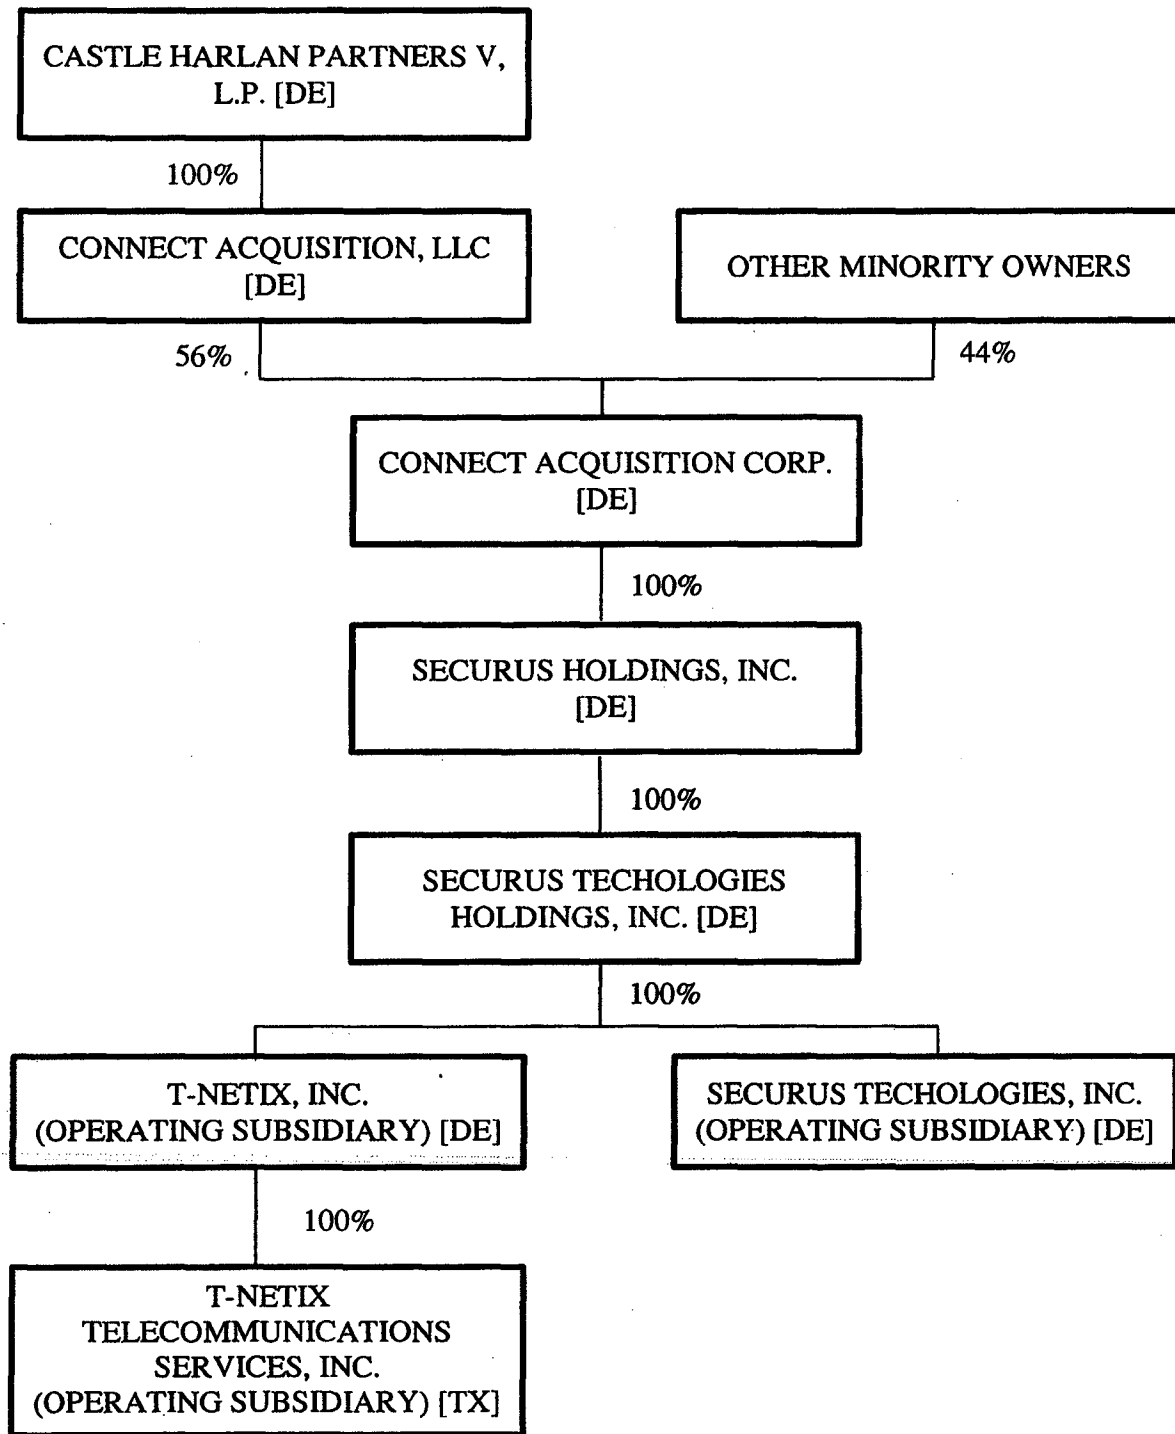 CASTLE HARLAN PARTNERS V,
L.P. [DE]
100%
CONNECT ACQUISITION, LLC
[DE]
OTHER MINORITY OWNERS
56%
44%
CONNECT ACQUISITION CORP.
[DE]
100%
SECURUS HOLDINGS, INC.
[DE]
100%
SECURUS TECHOLOGIES
HOLDINGS, INC. [DE]
100%
T-NETIX, INC.
(OPERATING SUBSIDIARY) [DE]
SECURUS TECHOLOGIES, INC.
(OPERATING SUBSIDIARY) [DE]
100%
T-NETIX
TELECOMMUNICATIONS
SERVICES, INC.
(OPERATING SUBSIDIARY) [TX]